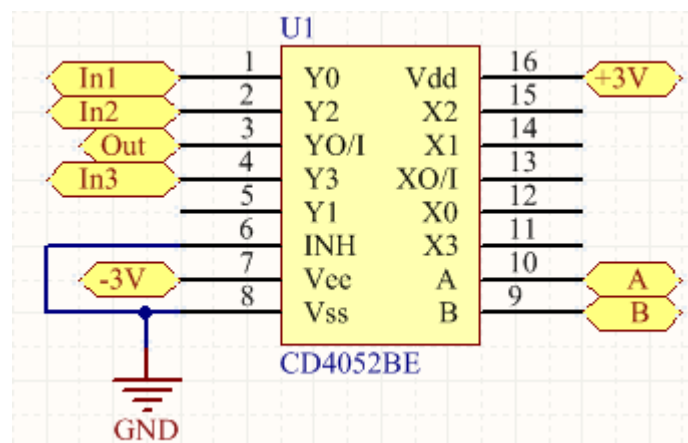 U1
In1 1 Y0 Vdd 16 +3V
In2 2 Y2 X2 15
Out 3 YO/I X1 14
In3 4 Y3 XO/I 13
5 Y1 X0 12
6 INH X3 11
-3V 7 Vee A 10 A
8 Vss B 9 B
CD4052BE
GND